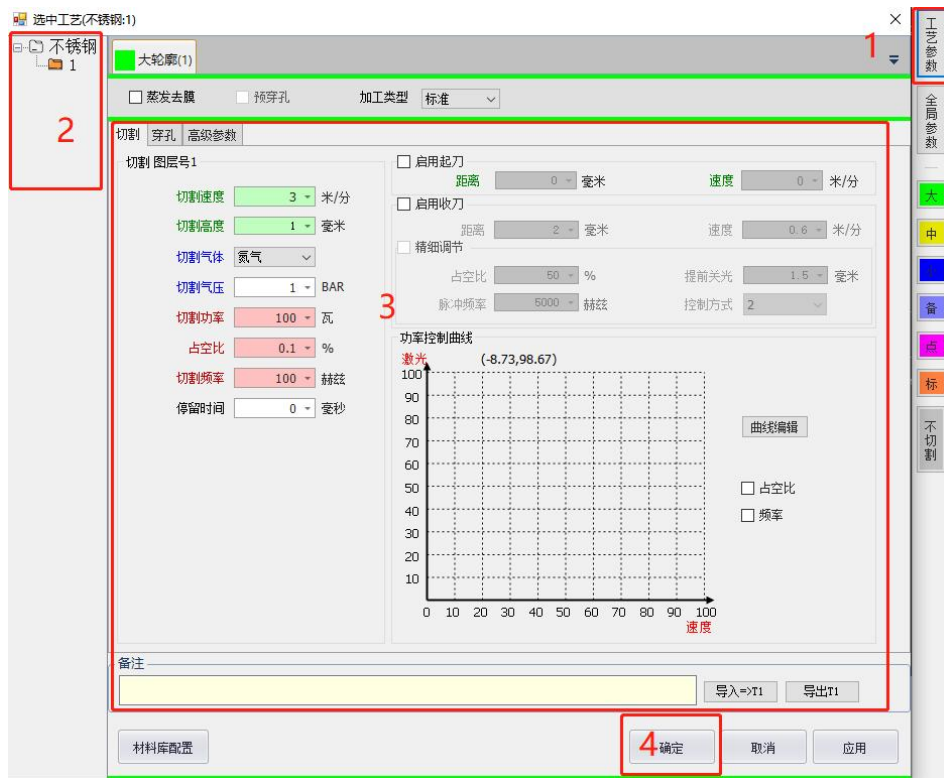 选中工艺(不锈钢:1)
不锈钢
1
2
大轮廓(1)
1
工艺参数
全局参数
大
中
备
点
标
不切割
蒸发去膜
预穿孔
加工类型 标准
切割 穿孔 高级参数
切割 图层号1
切割速度 3 米/分
切割高度 1 毫米
切割气体 氮气
切割气压 1 BAR
切割功率 100 瓦
占空比 0.1 %
切割频率 100 赫兹
停留时间 0 毫秒
3
启用起刀
距离 0 毫米 速度 0 米/分
启用收刀
距离 2 毫米 速度 0.6 米/分
精细调节
占空比 50 % 提前关光 1.5 毫米
脉冲频率 5000 赫兹 控制方式 2
功率控制曲线
激光 (-8.73,98.67)
100
90
80
70
60
50
40
30
20
10
0 10 20 30 40 50 60 70 80 90 100
速度
曲线编辑
占空比
频率
备注
导入=>T1 导出T1
材料库配置 4 确定 取消 应用